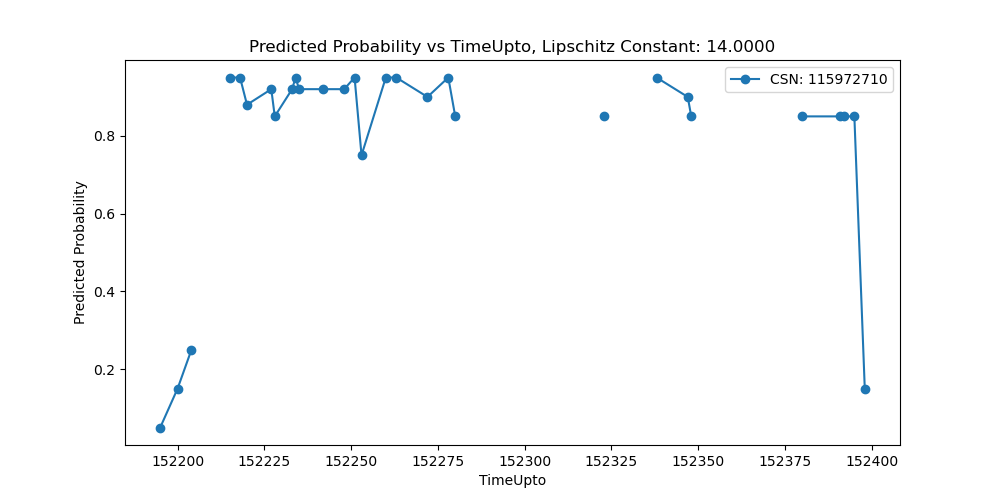 Predicted Probability vs TimeUpto, Lipschitz Constant: 14.0000
CSN: 115972710
Predicted Probability
0.8
0.6
0.4
0.2
152200 152225 152250 152275 152300 152325 152350 152375 152400
TimeUpto